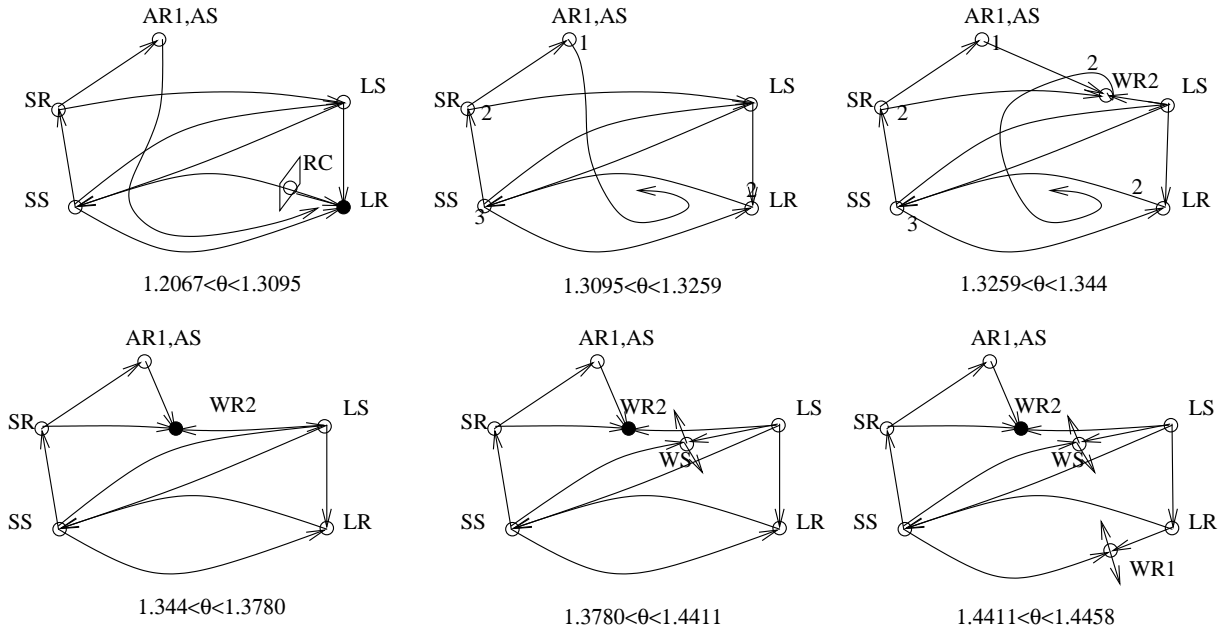 AR1,AS
SR
LS
RC
SS
LR
1.2067<θ<1.3095
AR1,AS
1
SR
2
LS
SS
3
2
LR
1.3095<θ<1.3259
AR1,AS
1
2
WR2
SR
2
LS
SS
3
2
LR
1.3259<θ<1.344
AR1,AS
WR2
SR
LS
SS
LR
1.344<θ<1.3780
AR1,AS
WR2
SR
LS
WS
SS
LR
1.3780<θ<1.4411
AR1,AS
WR2
SR
LS
WS
SS
LR
WR1
1.4411<θ<1.4458